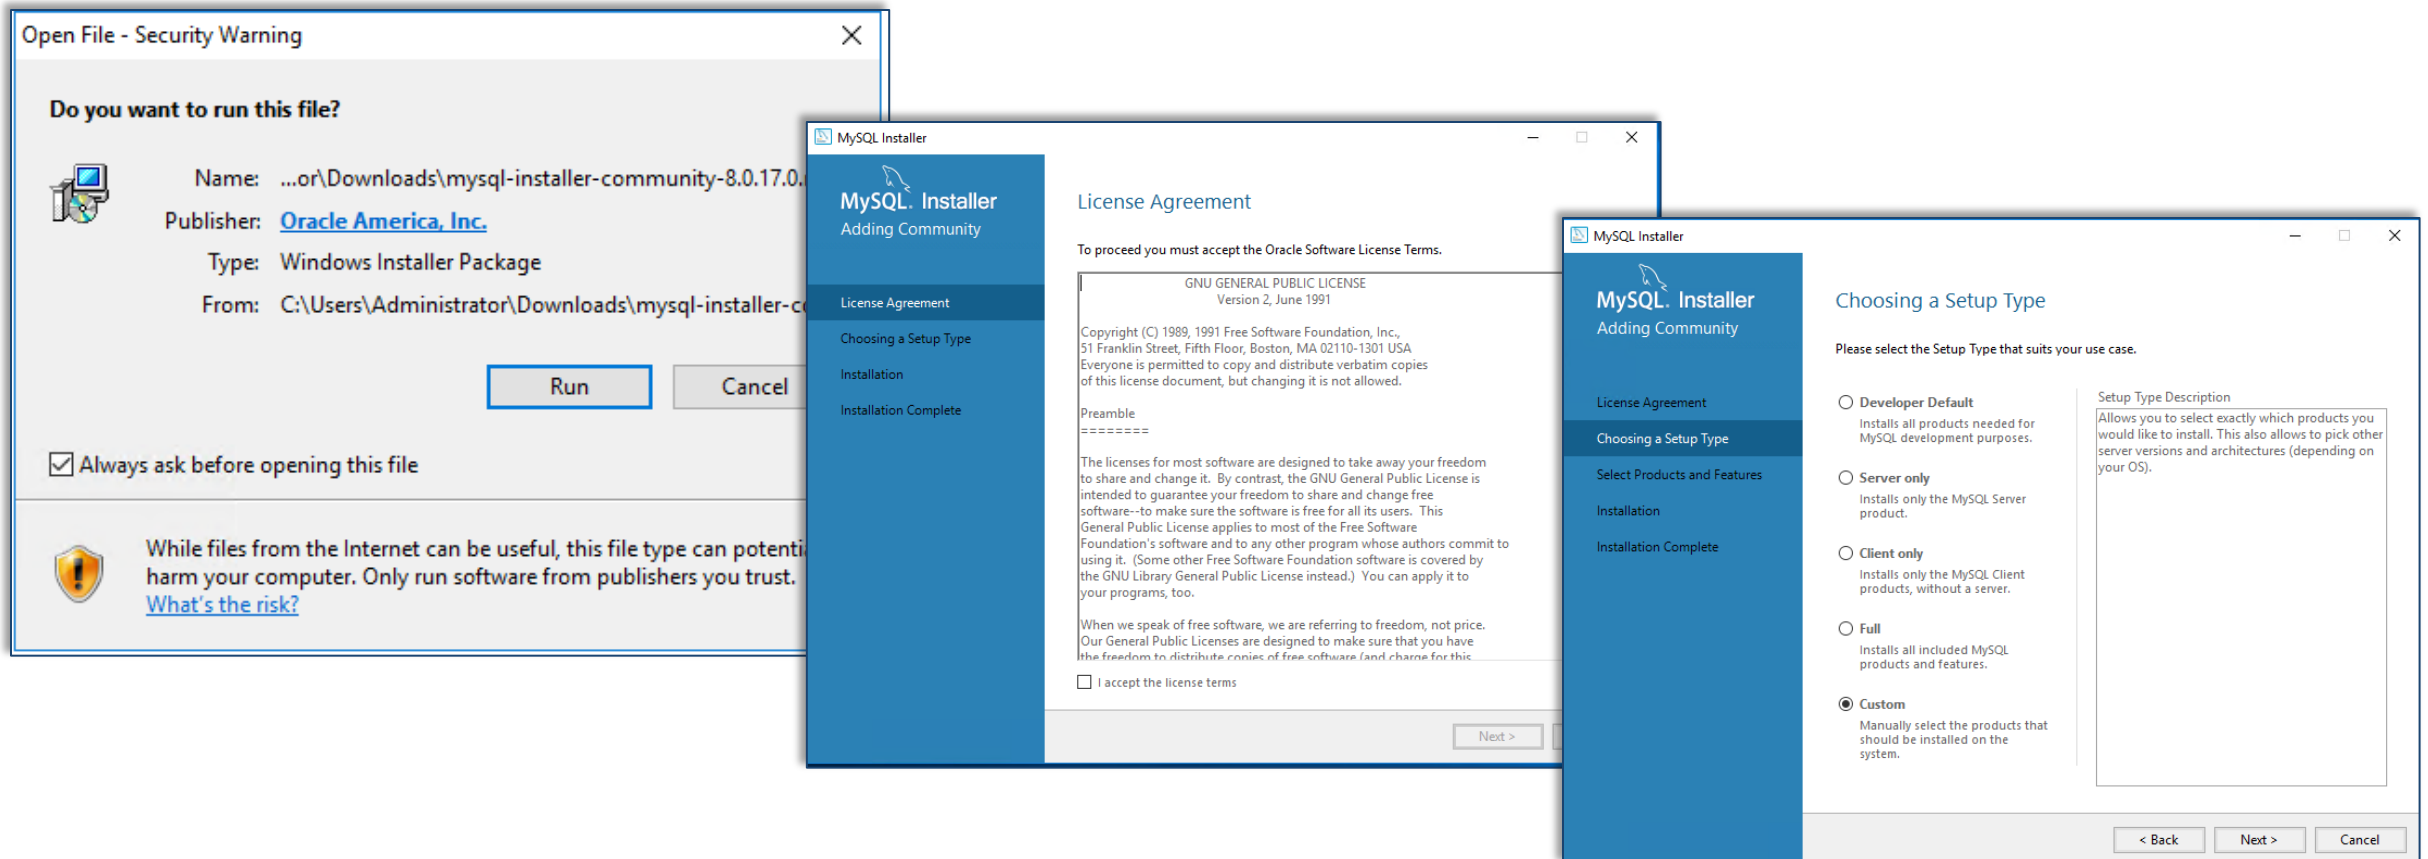 Open File - Security Warning
Do you want to run this file?
Name: ...or\Downloads\mysql-installer-community-8.0.17.0.
Publisher: Oracle America, Inc.
Type: Windows Installer Package
From: C:\Users\Administrator\Downloads\mysql-installer-co
Run
Cancel
Always ask before opening this file
While files from the Internet can be useful, this file type can potenti
harm your computer. Only run software from publishers you trust.
What's the risk?
MySQL Installer
MySQL. Installer
Adding Community
License Agreement
Choosing a Setup Type
Installation
Installation Complete
License Agreement
To proceed you must accept the Oracle Software License Terms.
GNU GENERAL PUBLIC LICENSE
Version 2, June 1991
Copyright (C) 1989, 1991 Free Software Foundation, Inc.,
51 Franklin Street, Fifth Floor, Boston, MA 02110-1301 USA
Everyone is permitted to copy and distribute verbatim copies
of this license document, but changing it is not allowed.
Preamble
========
The licenses for most software are designed to take away your freedom
to share and change it.  By contrast, the GNU General Public License is
intended to guarantee your freedom to share and change free
software--to make sure the software is free for all its users.  This
General Public License applies to most of the Free Software
Foundation's software and to any other program whose authors commit to
using it.  (Some other Free Software Foundation software is covered by
the GNU Library General Public License instead.)  You can apply it to
your programs, too.
When we speak of free software, we are referring to freedom, not price.
Our General Public Licenses are designed to make sure that you have
the freedom to distribute copies of free software (and charge for this
I accept the license terms
Next >
MySQL Installer
MySQL. Installer
Adding Community
License Agreement
Choosing a Setup Type
Select Products and Features
Installation
Installation Complete
Choosing a Setup Type
Please select the Setup Type that suits your use case.
Developer Default
Installs all products needed for
MySQL development purposes.
Server only
Installs only the MySQL Server
product.
Client only
Installs only the MySQL Client
products, without a server.
Full
Installs all included MySQL
products and features.
Custom
Manually select the products that
should be installed on the
system.
Setup Type Description
Allows you to select exactly which products you
would like to install. This also allows to pick other
server versions and architectures (depending on
your OS).
< Back
Next >
Cancel